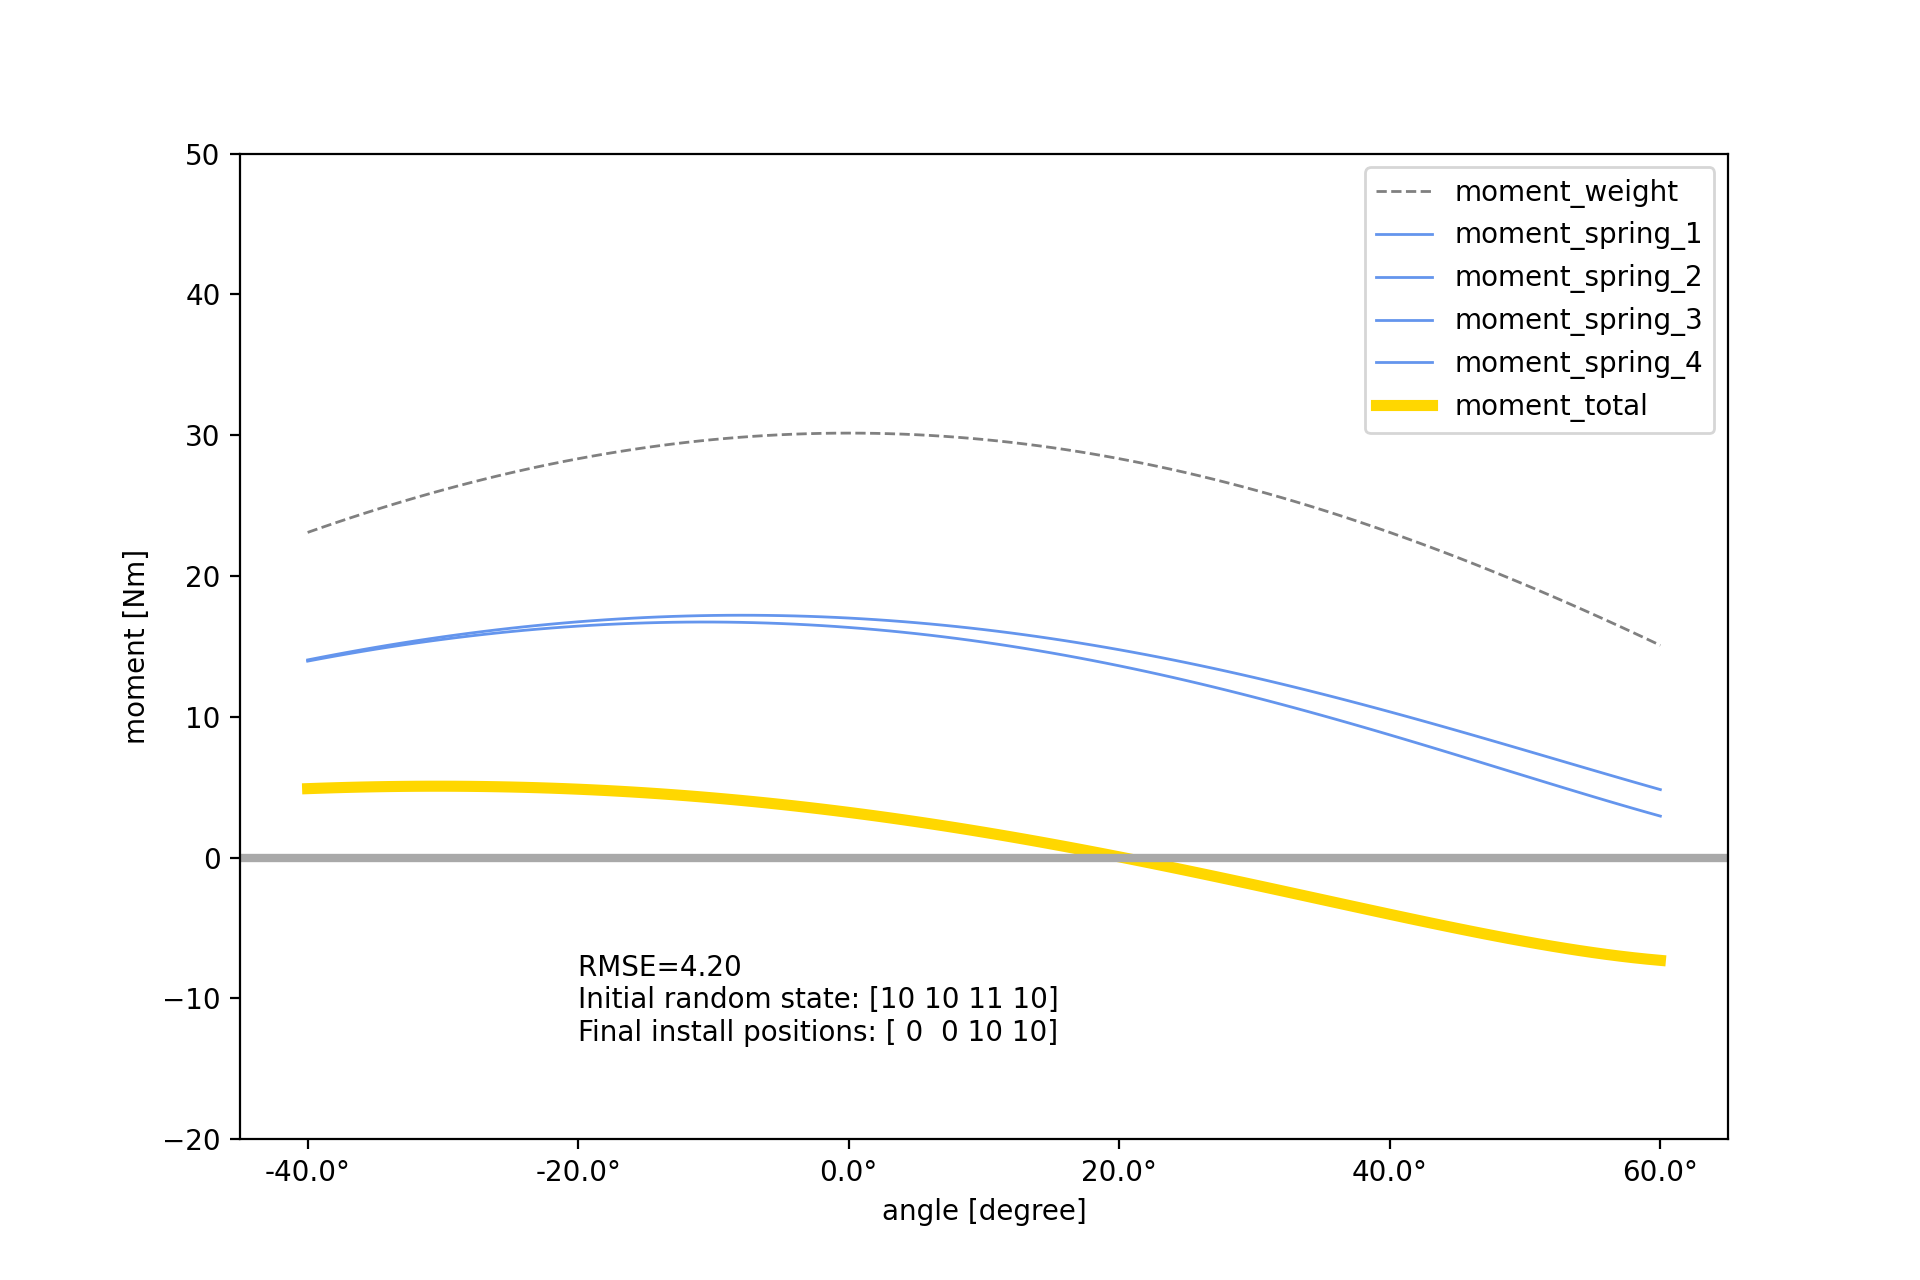 50
40
30
20
10
0
−10
−20
moment [Nm]
moment_weight
moment_spring_1
moment_spring_2
moment_spring_3
moment_spring_4
moment_total
RMSE=4.20
Initial random state: [10 10 11 10]
Final install positions: [ 0  0 10 10]
-40.0° -20.0° 0.0° 20.0° 40.0° 60.0°
angle [degree]